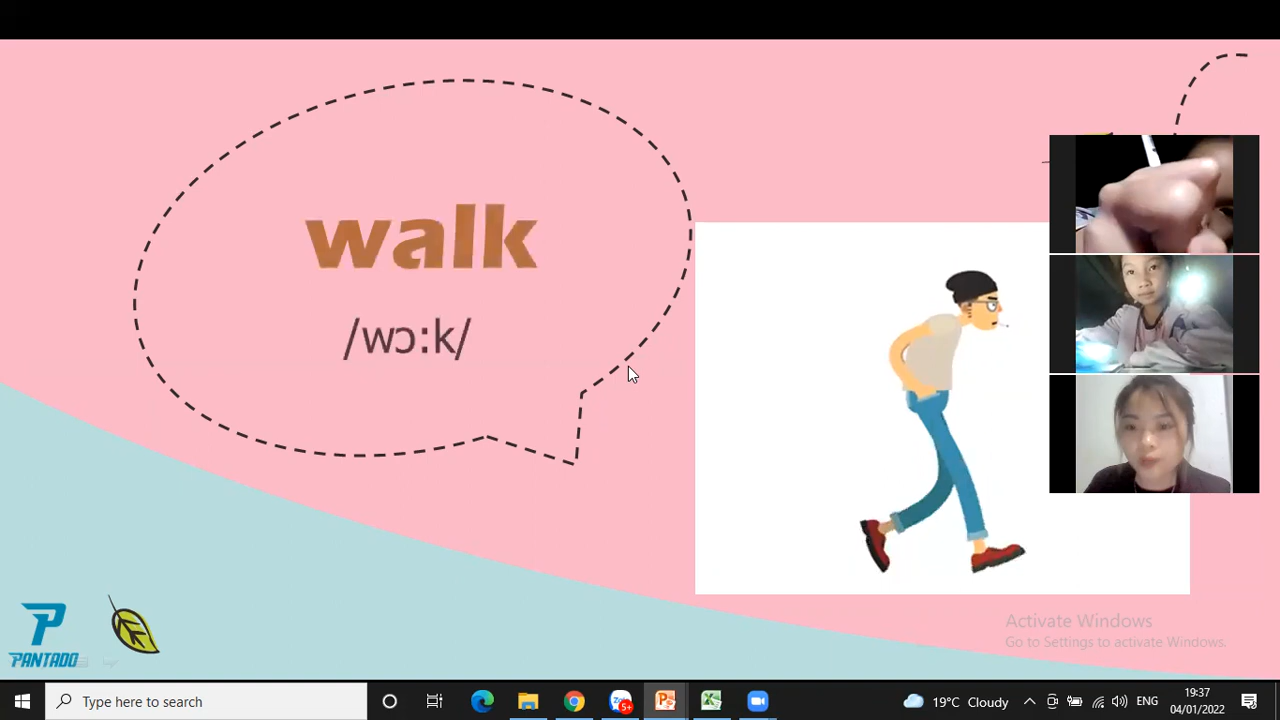 walk
/wɔ:k/
PANTADO
Activate Windows
Go to Settings to activate Windows.
Type here to search
5+
19°C Cloudy
ENG
19:37
04/01/2022